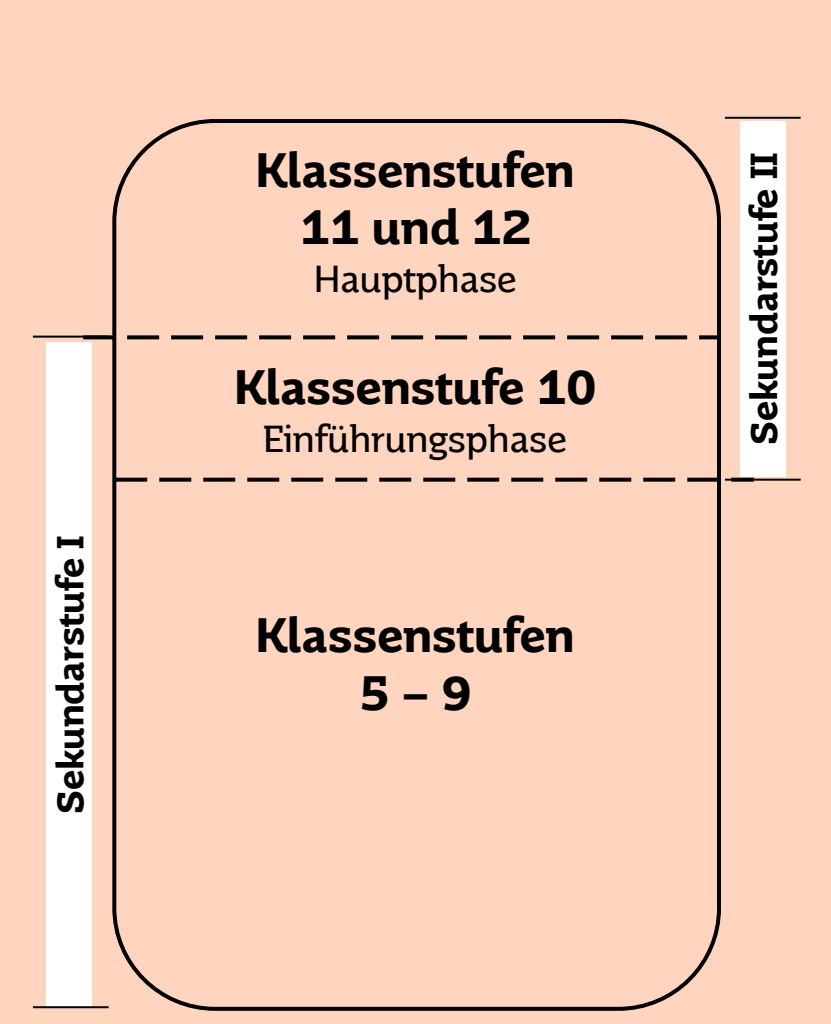 Klassenstufen
11 und 12
Hauptphase
Sekundarstufe II
Klassenstufe 10
Einführungsphase
Sekundarstufe I
Klassenstufen
5 – 9